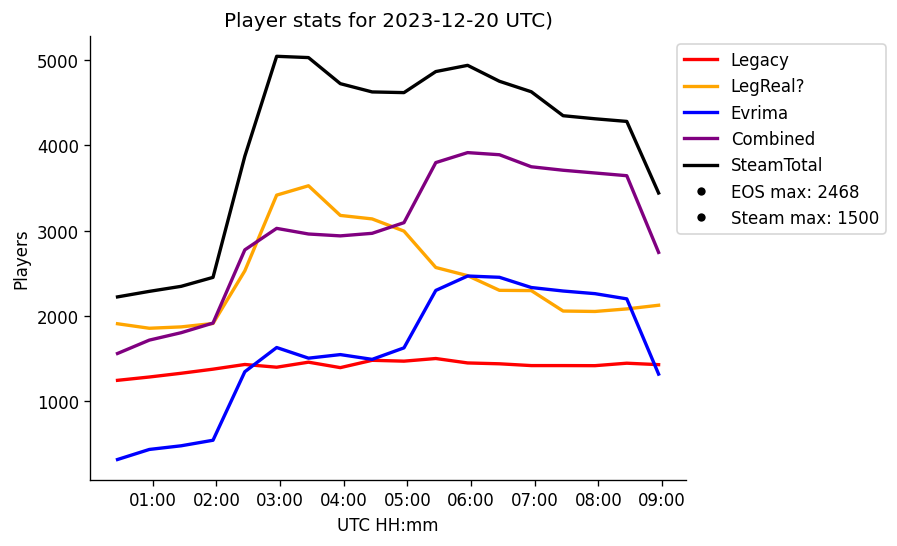 Player stats for 2023-12-20 UTC)
Legacy
LegReal?
Evrima
Combined
SteamTotal
EOS max: 2468
Steam max: 1500
5000
4000
3000
2000
1000
Players
01:00 02:00 03:00 04:00 05:00 06:00 07:00 08:00 09:00
UTC HH:mm